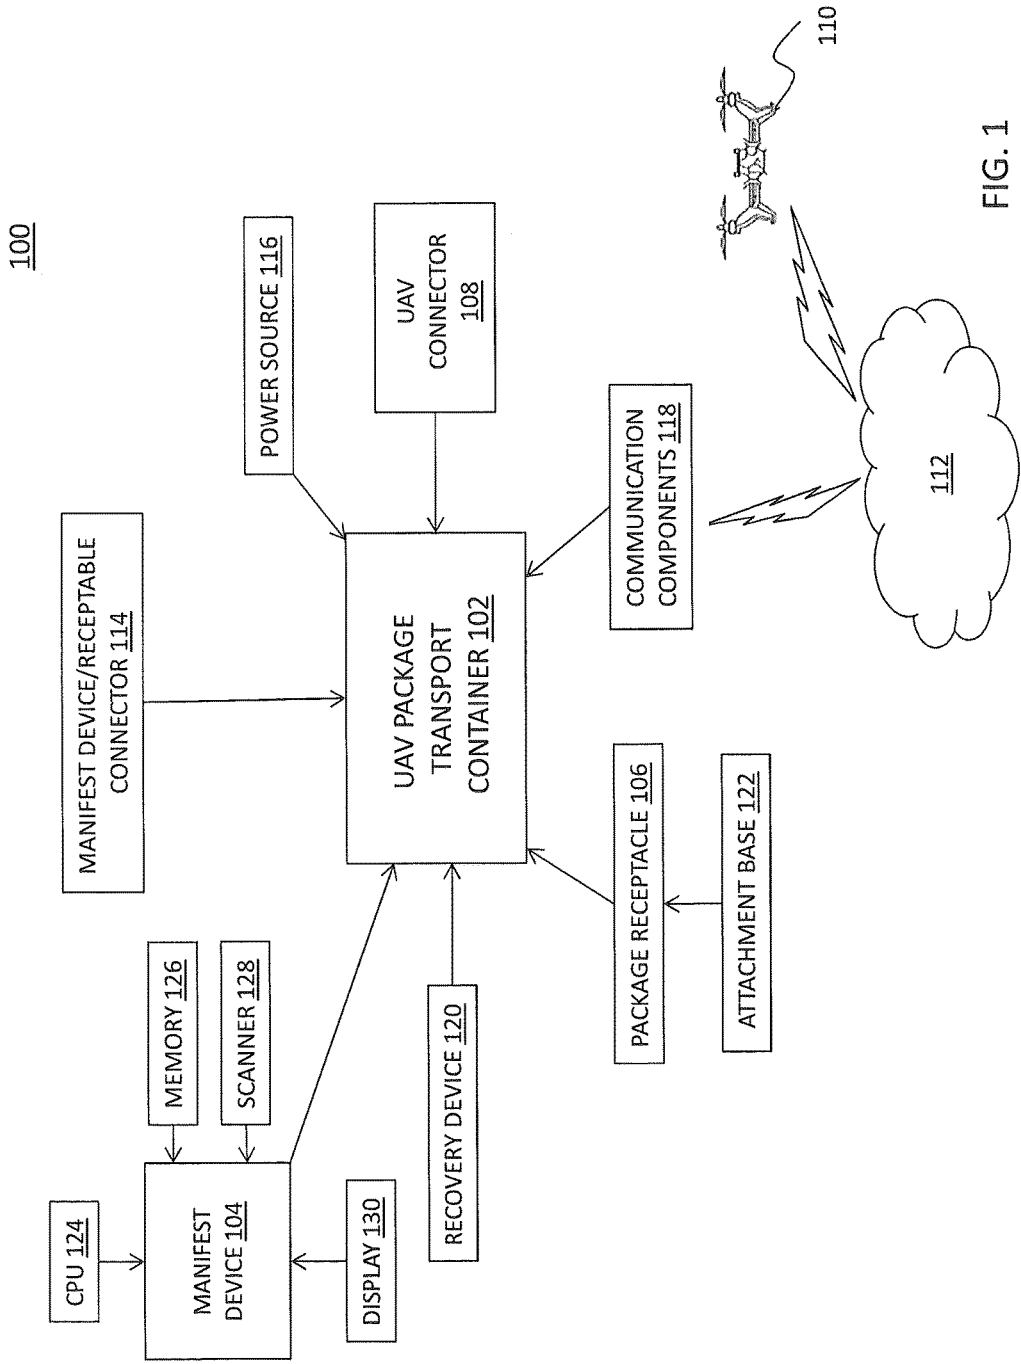 100
CPU 124
MEMORY 126
SCANNER 128
MANIFEST
DEVICE 104
DISPLAY 130
MANIFEST DEVICE/RECEPTABLE
CONNECTOR 114
POWER SOURCE 116
UAV
CONNECTOR
108
UAV PACKAGE
TRANSPORT
CONTAINER 102
RECOVERY DEVICE 120
PACKAGE RECEPTACLE 106
ATTACHMENT BASE 122
COMMUNICATION
COMPONENTS 118
112
110
FIG. 1